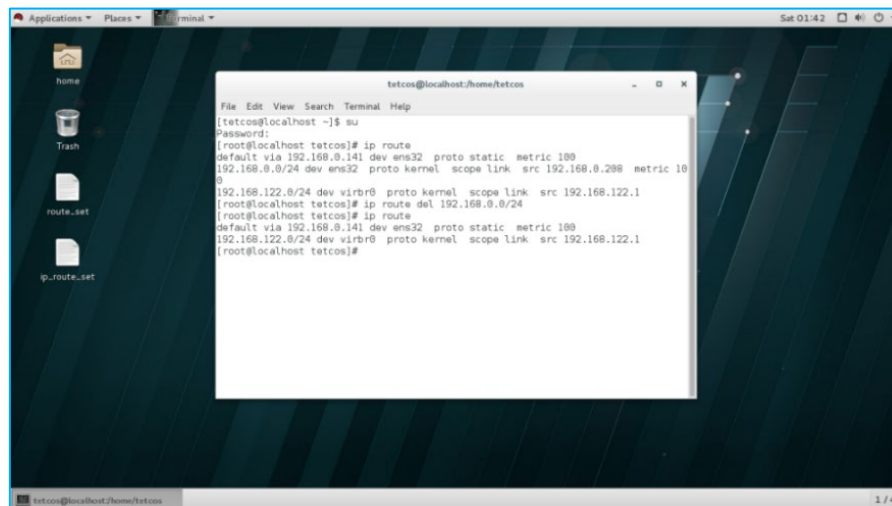 Applications Places Terminal Sat 01:42
home
Trash
route_set
ip_route_set
tetcos@localhost:/home/tetcos
File Edit View Search Terminal Help
[tetcos@localhost ~]$ su
Password:
[root@localhost tetcos]# ip route
default via 192.168.0.141 dev ens32 proto static metric 100
192.168.0.0/24 dev ens32 proto kernel scope link src 192.168.0.208 metric 10
0
192.168.122.0/24 dev virbr0 proto kernel scope link src 192.168.122.1
[root@localhost tetcos]# ip route del 192.168.0.0/24
[root@localhost tetcos]# ip route
default via 192.168.0.141 dev ens32 proto static metric 100
192.168.122.0/24 dev virbr0 proto kernel scope link src 192.168.122.1
[root@localhost tetcos]#
tetcos@localhost:/home/tetcos 1 / 4